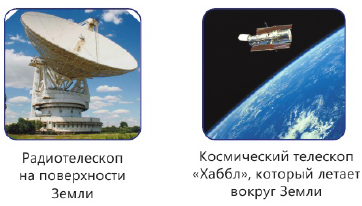 Радиотелескоп
на поверхности
Земли
Космический телескоп
«Хаббл», который летает
вокруг Земли